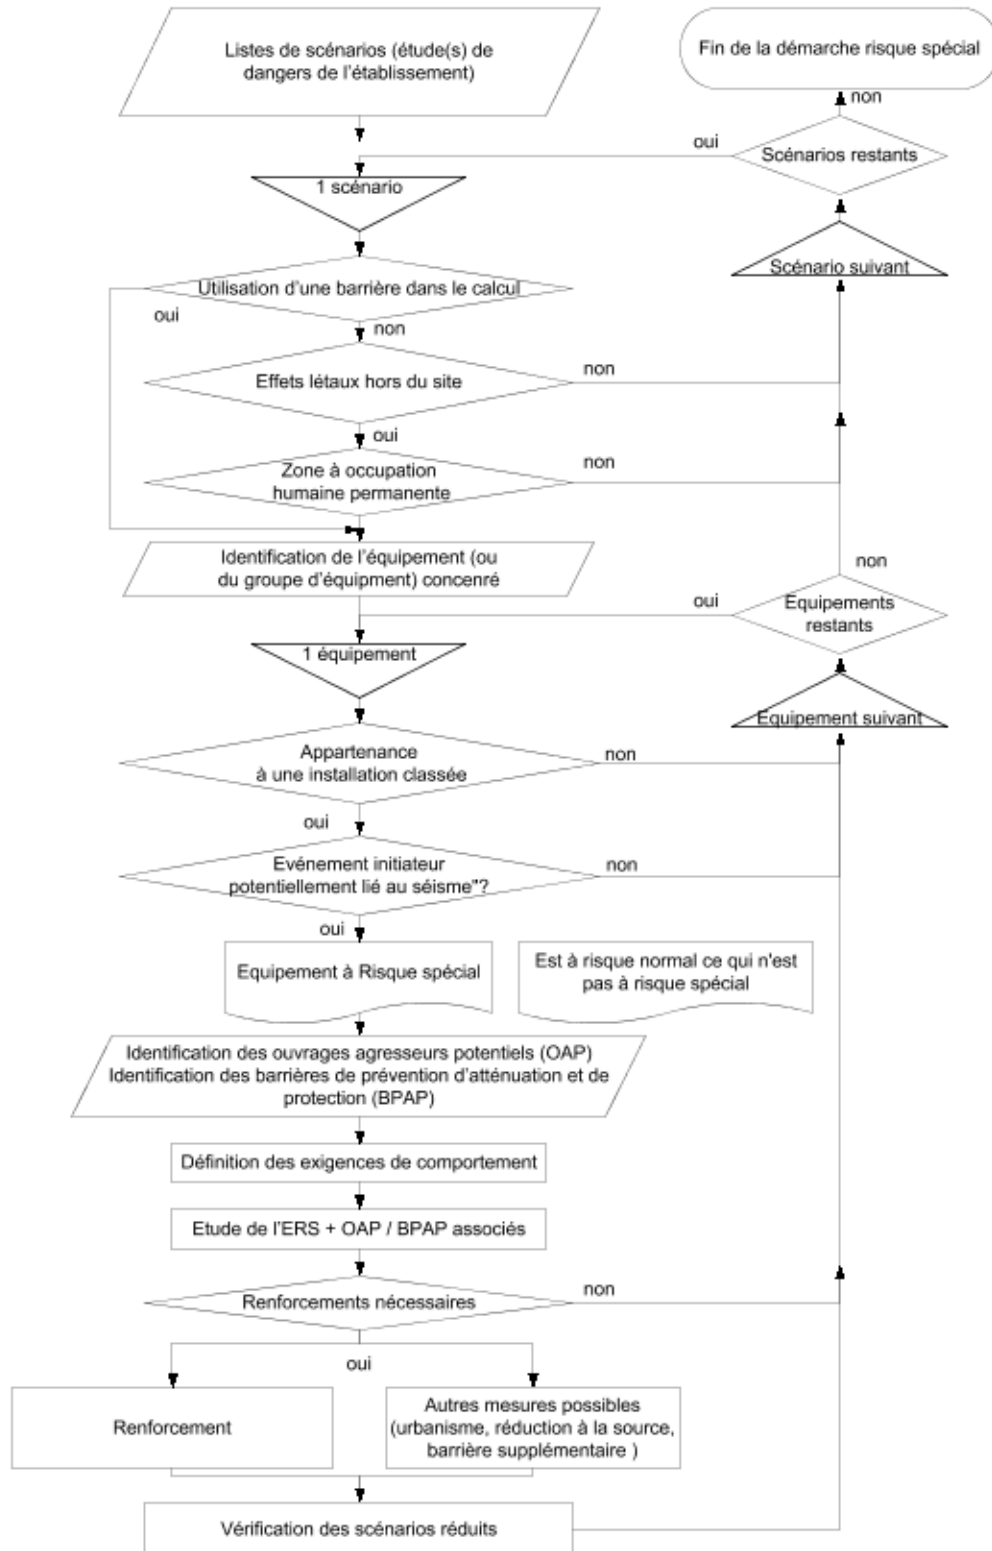 Listes de scénarios (étude(s) de
dangers de l'établissement)
Fin de la démarche risque spécial
non
oui
Scénarios restants
1 scénario
Scénario suivant
Utilisation d'une barrière dans le calcul
oui
non
Effets létaux hors du site
non
oui
Zone à occupation
humaine permanente
non
Identification de l'équipement (ou
du groupe d'équipment) concenré
non
oui
Equipements
restants
1 équipement
Equipement suivant
Appartenance
à une installation classée
non
oui
Evénement initiateur
potentiellement lié au séisme"?
non
oui
Equipement à Risque spécial
Est à risque normal ce qui n'est
pas à risque spécial
Identification des ouvrages agresseurs potentiels (OAP)
Identification des barrières de prévention d'atténuation et de
protection (BPAP)
Définition des exigences de comportement
Etude de l'ERS + OAP / BPAP associés
Renforcements nécessaires
non
oui
Renforcement
Autres mesures possibles
(urbanisme, réduction à la source,
barrière supplémentaire )
Vérification des scénarios réduits